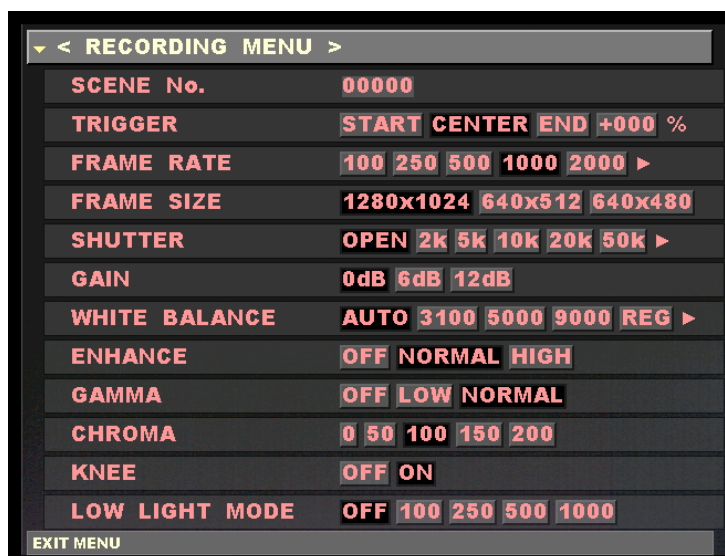 < RECORDING MENU >
SCENE No. 00000
TRIGGER START CENTER END +000 %
FRAME RATE 100 250 500 1000 2000
FRAME SIZE 1280x1024 640x512 640x480
SHUTTER OPEN 2k 5k 10k 20k 50k
GAIN 0dB 6dB 12dB
WHITE BALANCE AUTO 3100 5000 9000 REG
ENHANCE OFF NORMAL HIGH
GAMMA OFF LOW NORMAL
CHROMA 0 50 100 150 200
KNEE OFF ON
LOW LIGHT MODE OFF 100 250 500 1000
EXIT MENU